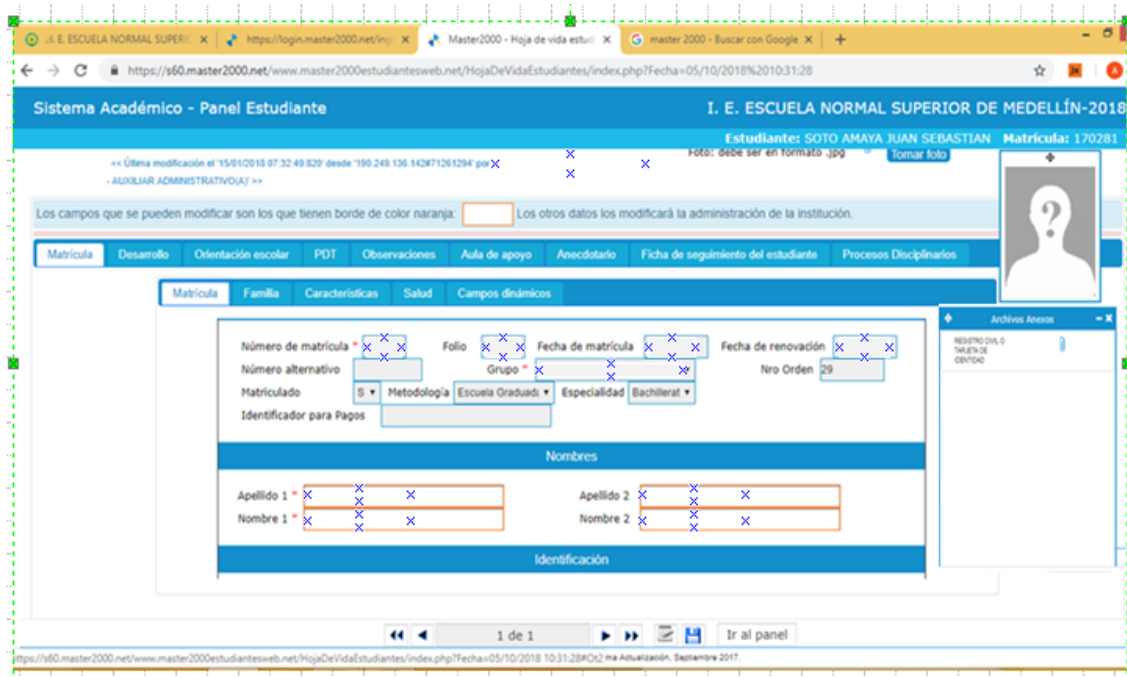 .:I. E. ESCUELA NORMAL SUPERIO
https://login.master2000.net/ing
Master2000 - Hoja de vida estudi
master 2000 - Buscar con Google
https://s60.master2000.net/www.master2000estudiantesweb.net/HojaDeVidaEstudiantes/index.php?Fecha=05/10/2018%2010:31:28
Sistema Académico - Panel Estudiante
I. E. ESCUELA NORMAL SUPERIOR DE MEDELLÍN-2018
Estudiante: SOTO AMAYA JUAN SEBASTIAN Matrícula: 170281
<< Última modificación el '15/01/2018 07:32:49:820' desde '190.249.136.142#71261294' por
- AUXILIAR ADMINISTRATIVO(A)' >>
Foto: debe ser en formato .jpg
Tomar foto
Los campos que se pueden modificar son los que tienen borde de color naranja:
Los otros datos los modificará la administración de la institución.
Matrícula Desarrollo Orientación escolar PDT Observaciones Aula de apoyo Anecdotario Ficha de seguimiento del estudiante Procesos Disciplinarios
Matrícula Familia Características Salud Campos dinámicos
Archivos Anexos
REGISTRO CIVIL O
TARJETA DE
IDENTIDAD
Número de matrícula * Folio Fecha de matrícula Fecha de renovación
Número alternativo Grupo * Nro Orden 29
Matriculado S Metodología Escuela Graduada Especialidad Bachillerat
Identificador para Pagos
Nombres
Apellido 1 * Apellido 2
Nombre 1 * Nombre 2
Identificación
1 de 1
Ir al panel
https://s60.master2000.net/www.master2000estudiantesweb.net/HojaDeVidaEstudiantes/index.php?Fecha=05/10/2018 10:31:28#Ot2 ma Actualización, Septiembre 2017.